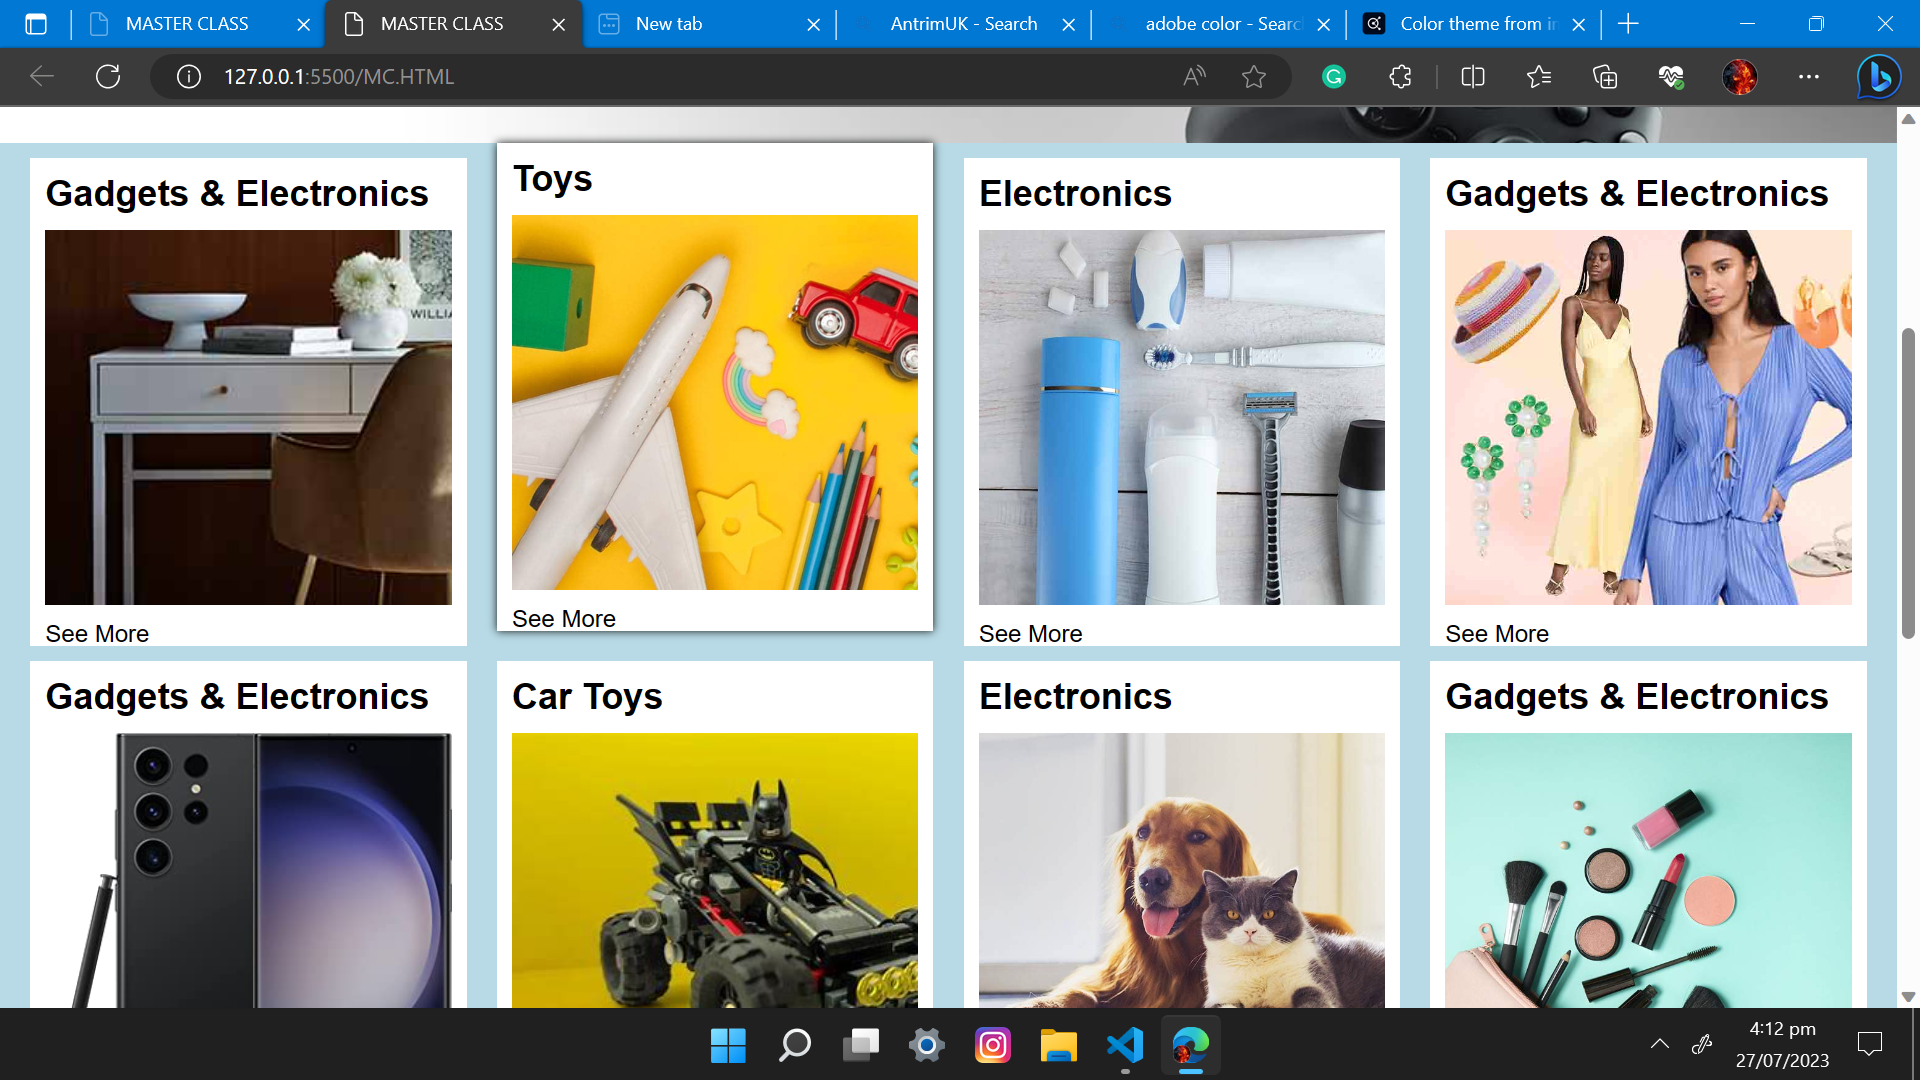 MASTER CLASS
MASTER CLASS
New tab
AntrimUK - Search
adobe color - Searc
Color theme from in
127.0.0.1:5500/MC.HTML
Gadgets & Electronics
Toys
Electronics
Gadgets & Electronics
WILLIA
See More
See More
See More
See More
Gadgets & Electronics
Car Toys
Electronics
Gadgets & Electronics
4:12 pm
27/07/2023